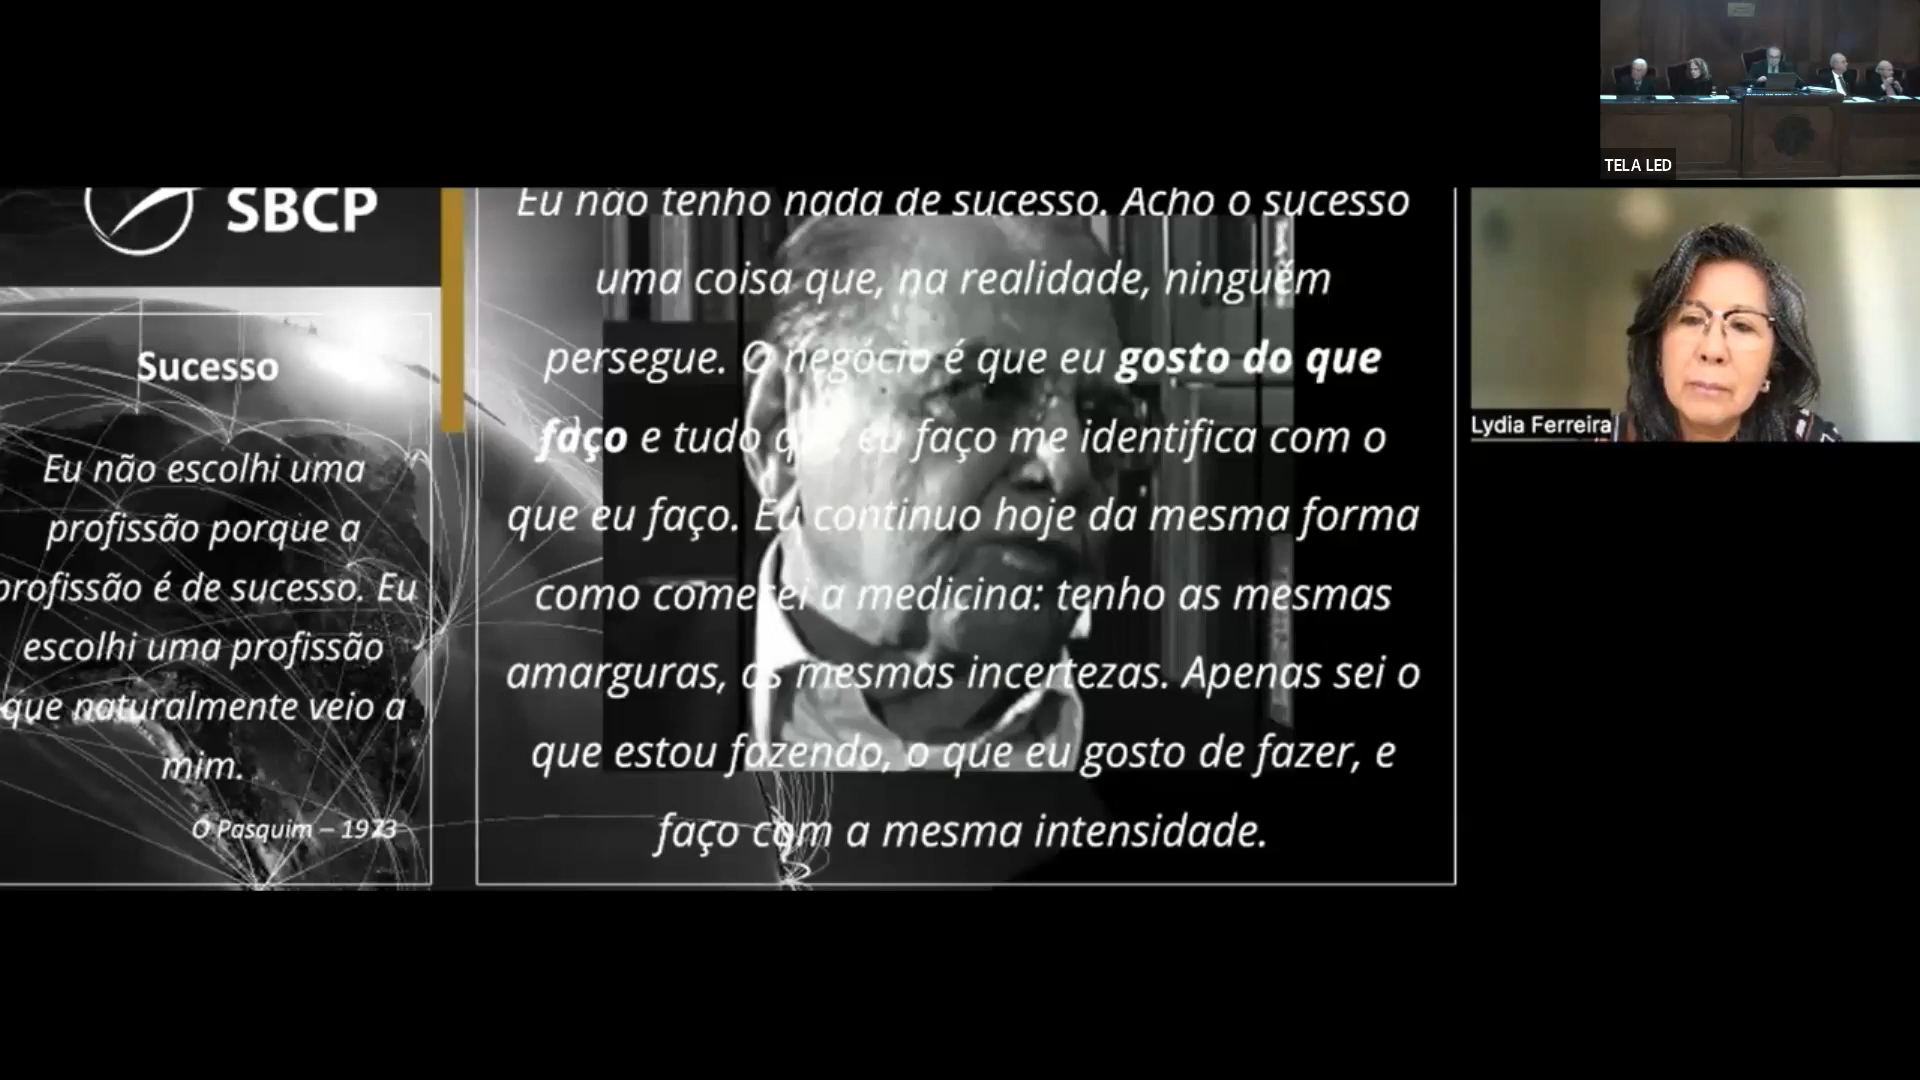 TELA LED
SBCP
Sucesso
Eu não escolhi uma
profissão porque a
profissão é de sucesso. Eu
escolhi uma profissão
que naturalmente veio a
mim.
O Pasquim – 1973
Eu não tenho nada de sucesso. Acho o sucesso
uma coisa que, na realidade, ninguém
persegue. O negócio é que eu gosto do que
faço e tudo que eu faço me identifica com o
que eu faço. Eu continuo hoje da mesma forma
como comecei a medicina: tenho as mesmas
amarguras, as mesmas incertezas. Apenas sei o
que estou fazendo, o que eu gosto de fazer, e
faço com a mesma intensidade.
Lydia Ferreira